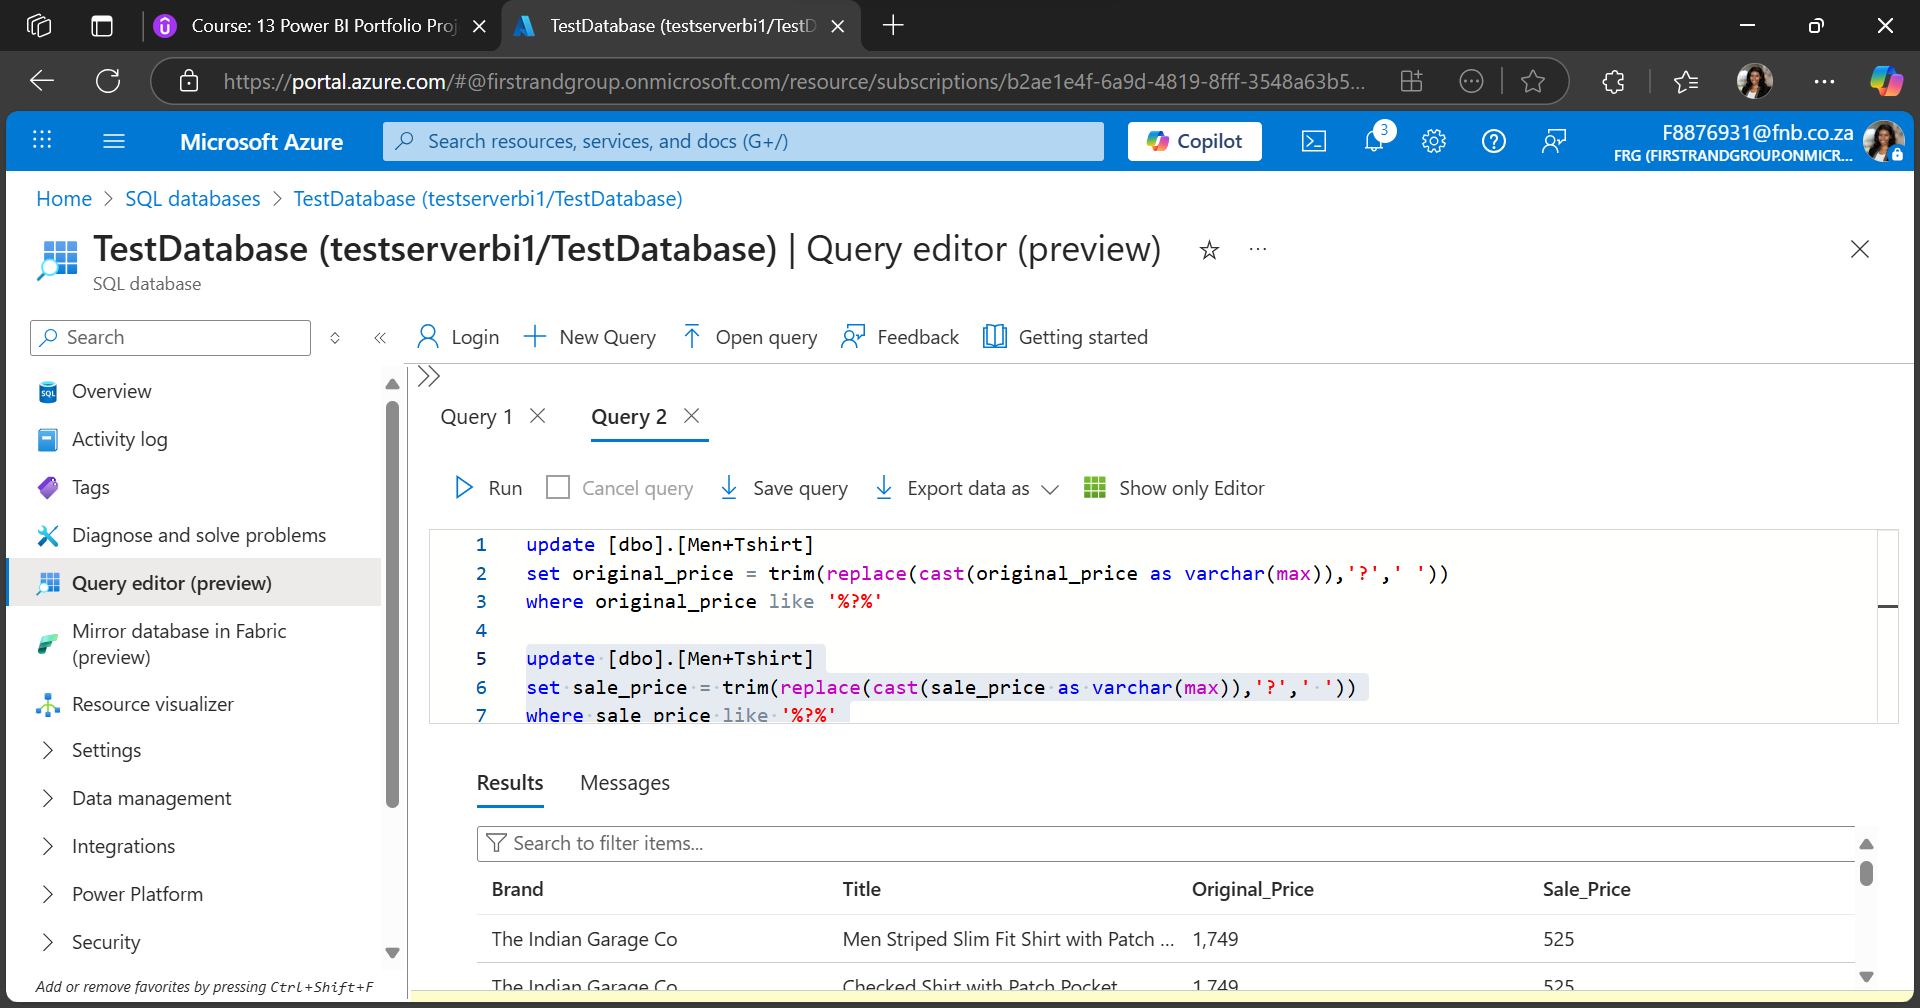 Course: 13 Power BI Portfolio Proj
TestDatabase (testserverbi1/TestD
https://portal.azure.com/#@firstrandgroup.onmicrosoft.com/resource/subscriptions/b2ae1e4f-6a9d-4819-8fff-3548a63b5...
Microsoft Azure
Search resources, services, and docs (G+/)
Copilot
3
F8876931@fnb.co.za
FRG (FIRSTRANDGROUP.ONMICR...
Home > SQL databases > TestDatabase (testserverbi1/TestDatabase)
TestDatabase (testserverbi1/TestDatabase) | Query editor (preview)
SQL database
Search
Login
New Query
Open query
Feedback
Getting started
Overview
Activity log
Tags
Diagnose and solve problems
Query editor (preview)
Mirror database in Fabric
(preview)
Resource visualizer
Settings
Data management
Integrations
Power Platform
Security
Add or remove favorites by pressing Ctrl+Shift+F
Query 1
Query 2
Run
Cancel query
Save query
Export data as
Show only Editor
1 update [dbo].[Men+Tshirt]
2 set original_price = trim(replace(cast(original_price as varchar(max)),'?',' '))
3 where original_price like '%?%'
4
5 update [dbo].[Men+Tshirt]
6 set sale_price = trim(replace(cast(sale_price as varchar(max)),'?',' '))
7 where sale_price like '%?%'
Results
Messages
Search to filter items...
Brand Title Original_Price Sale_Price
The Indian Garage Co Men Striped Slim Fit Shirt with Patch ... 1,749 525
The Indian Garage Co Checked Shirt with Patch Pocket 1,749 525